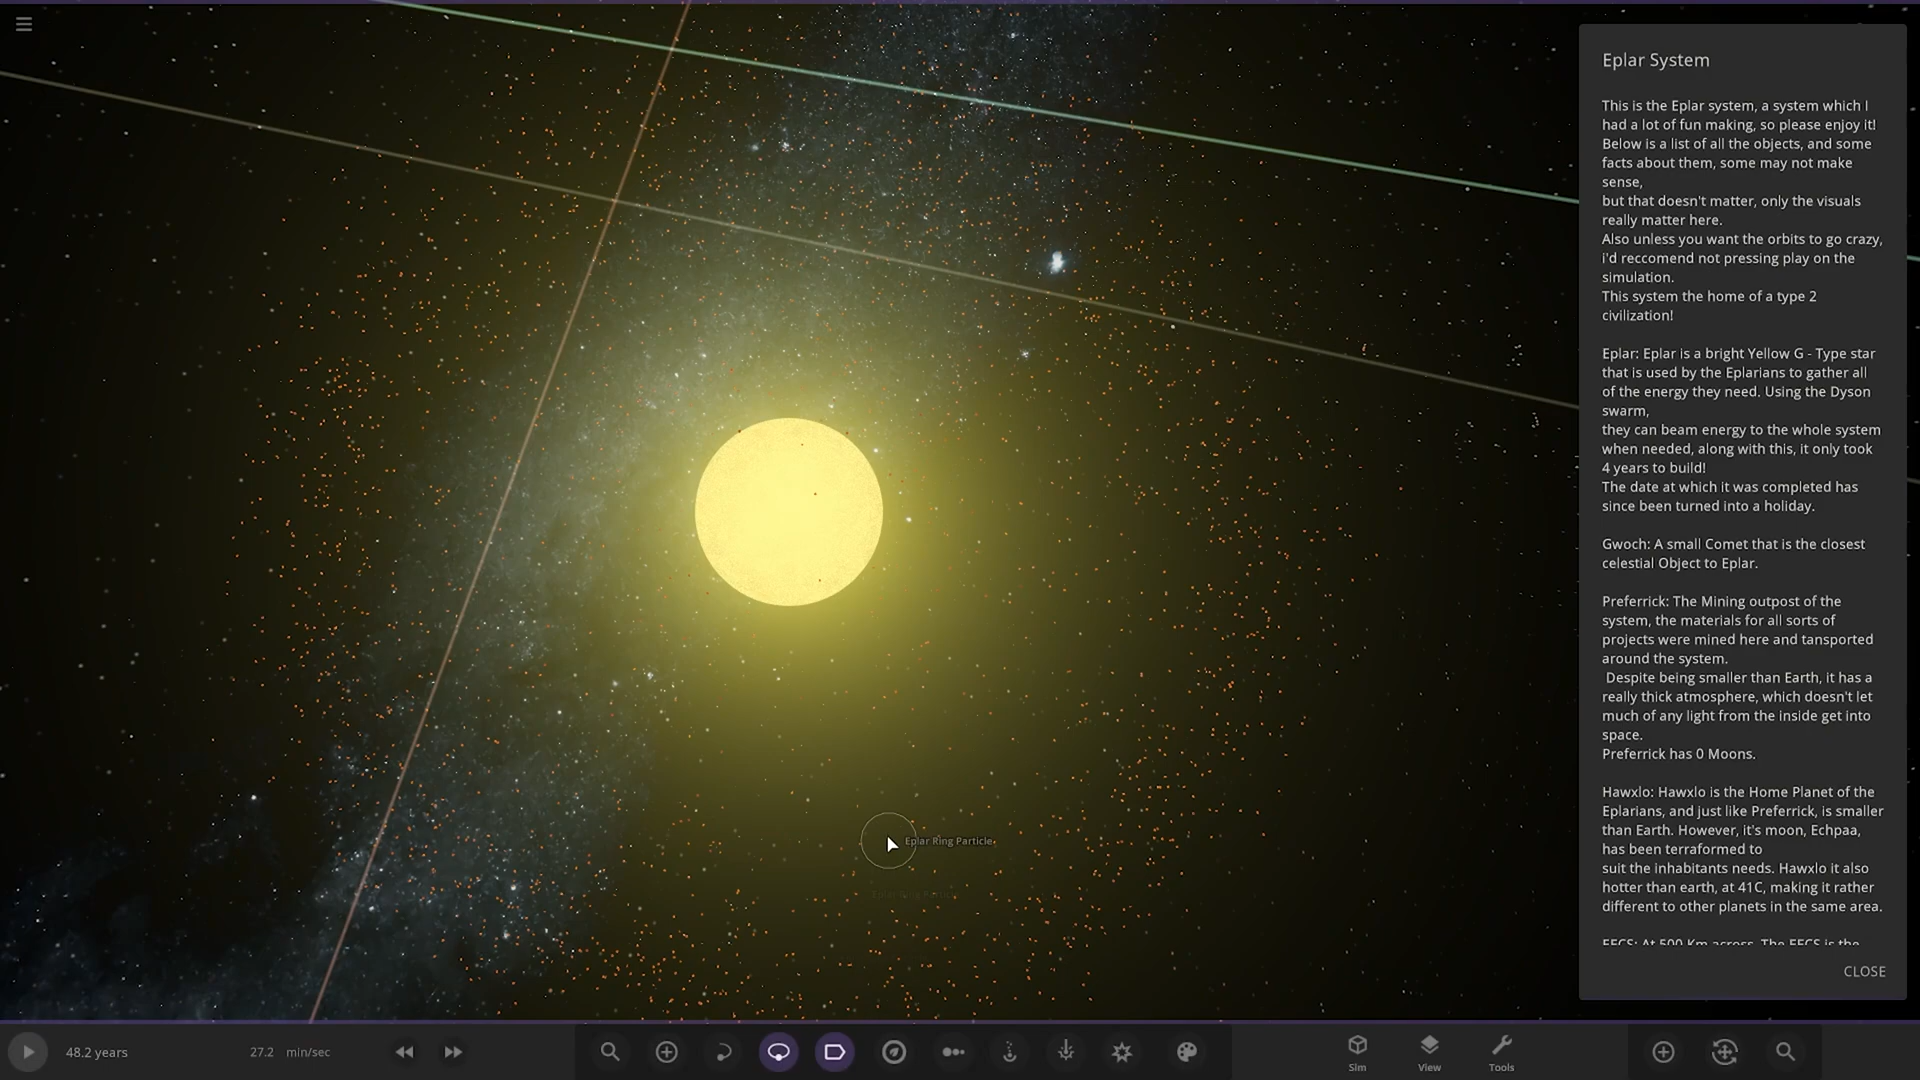 Eplar System
This is the Eplar system, a system which I
had a lot of fun making, so please enjoy it!
Below is a list of all the objects, and some
facts about them, some may not make
sense,
but that doesn't matter, only the visuals
really matter here.
Also unless you want the orbits to go crazy,
i'd reccomend not pressing play on the
simulation.
This system the home of a type 2
civilization!
Eplar: Eplar is a bright Yellow G - Type star
that is used by the Eplarians to gather all
of the energy they need. Using the Dyson
swarm,
they can beam energy to the whole system
when needed, along with this, it only took
4 years to build!
The date at which it was completed has
since been turned into a holiday.
Gwoch: A small Comet that is the closest
celestial Object to Eplar.
Preferrick: The Mining outpost of the
system, the materials for all sorts of
projects were mined here and tansported
around the system.
Despite being smaller than Earth, it has a
really thick atmosphere, which doesn't let
much of any light from the inside get into
space.
Preferrick has 0 Moons.
Hawxlo: Hawxlo is the Home Planet of the
Eplarians, and just like Preferrick, is smaller
than Earth. However, it's moon, Echpaa,
has been terraformed to
suit the inhabitants needs. Hawxlo it also
hotter than earth, at 41C, making it rather
different to other planets in the same area.
EECS: At 500 Km across, The EECS is the
CLOSE
Eplar Ring Particle
Eplar Ring Particle
48.2 years
27.2 min/sec
Sim
View
Tools